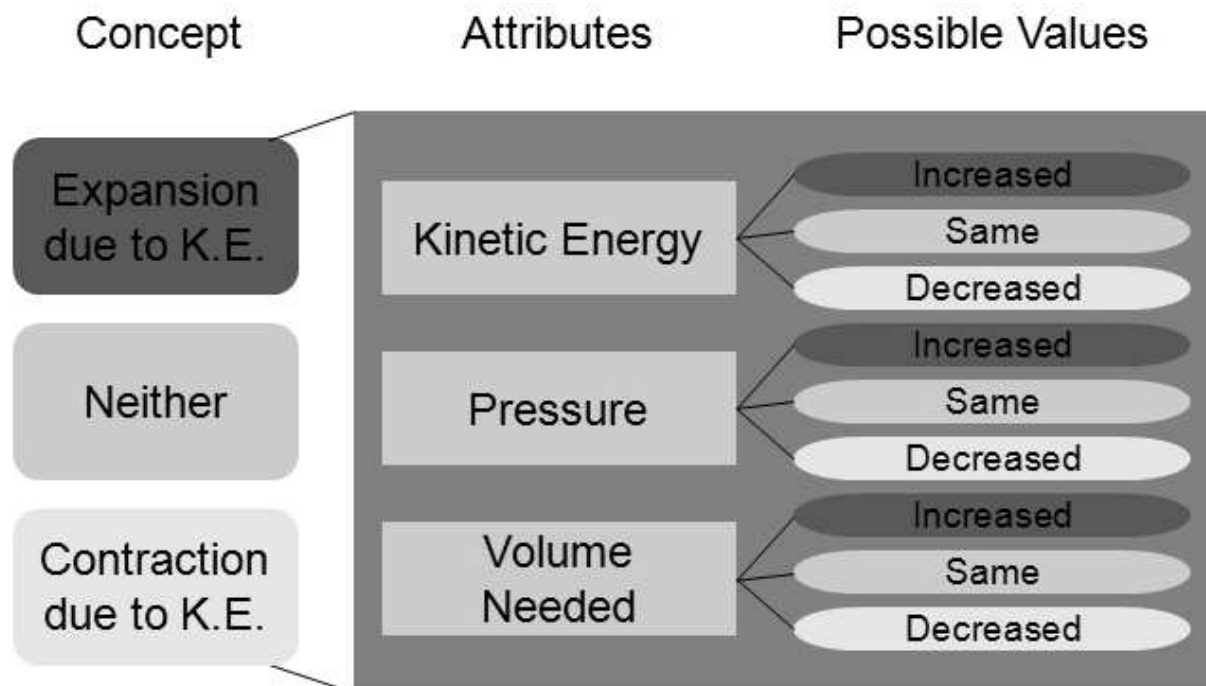 Concept
Attributes
Possible Values
Expansion
due to K.E.
Neither
Contraction
due to K.E.
Kinetic Energy
Increased
Same
Decreased
Pressure
Increased
Same
Decreased
Volume
Needed
Increased
Same
Decreased